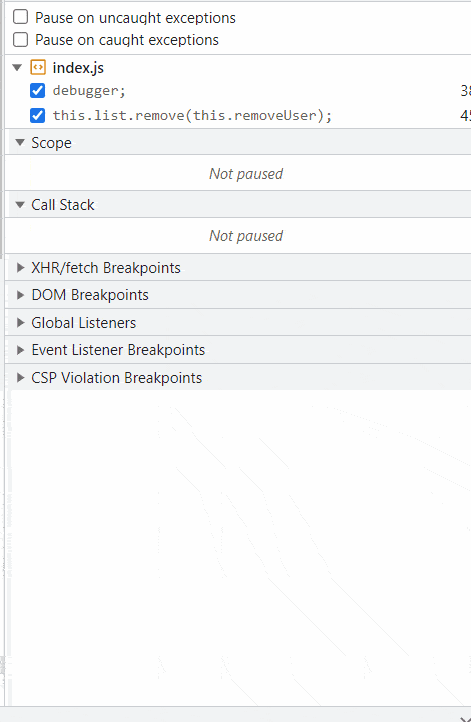 Pause on uncaught exceptions
Pause on caught exceptions
index.js
debugger; 38
this.list.remove(this.removeUser); 45
Scope
Not paused
Call Stack
Not paused
XHR/fetch Breakpoints
DOM Breakpoints
Global Listeners
Event Listener Breakpoints
CSP Violation Breakpoints